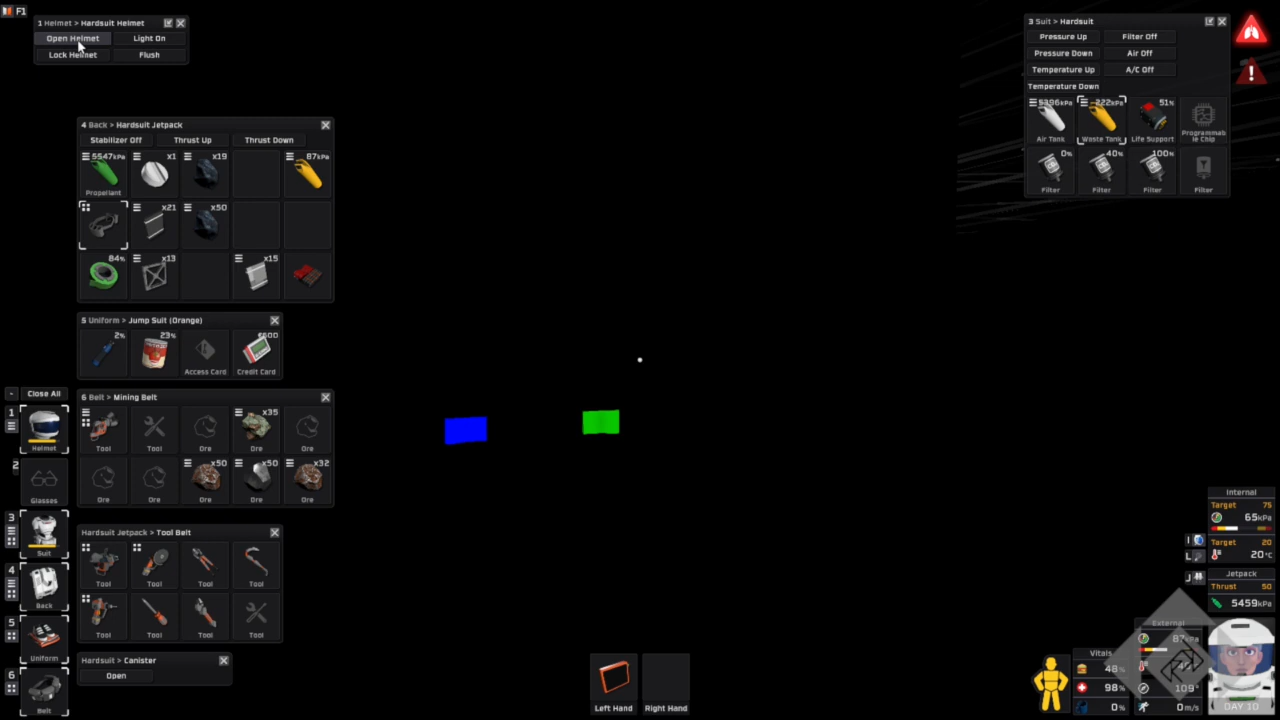 F1
1 Helmet > Hardsuit Helmet
Open Helmet
Light On
Lock Helmet
Flush
3 Suit > Hardsuit
Pressure Up
Filter Off
Pressure Down
Air Off
Temperature Up
A/C Off
Temperature Down
222kPa
51%
Air Tank
Waste Tank
Life Support
Programmable Chip
0%
40%
100%
Filter
Filter
Filter
Filter
4 Back > Hardsuit Jetpack
Stabilizer Off
Thrust Up
Thrust Down
5547kPa
x1
x19
87kPa
Propellant
x21
x50
84%
x13
x15
5 Uniform > Jump Suit (Orange)
2%
23%
€600
Access Card
Credit Card
Close All
6 Belt > Mining Belt
1
x35
Helmet
Tool
Tool
Ore
Ore
Ore
2
x50
x50
x32
Glasses
Ore
Ore
Ore
Ore
Ore
3
Suit
Hardsuit Jetpack > Tool Belt
Tool
Tool
Tool
Tool
4
Back
Tool
Tool
Tool
Tool
5
Uniform
Hardsuit > Canister
Open
6
Belt
Left Hand
Right Hand
Internal
Target 75
65kPa
Target 20
20°C
Jetpack
Thrust 50
5459kPa
External
87kPa
Vitals
48%
98%
109°
0%
0m/s
DAY 10
I
L
J